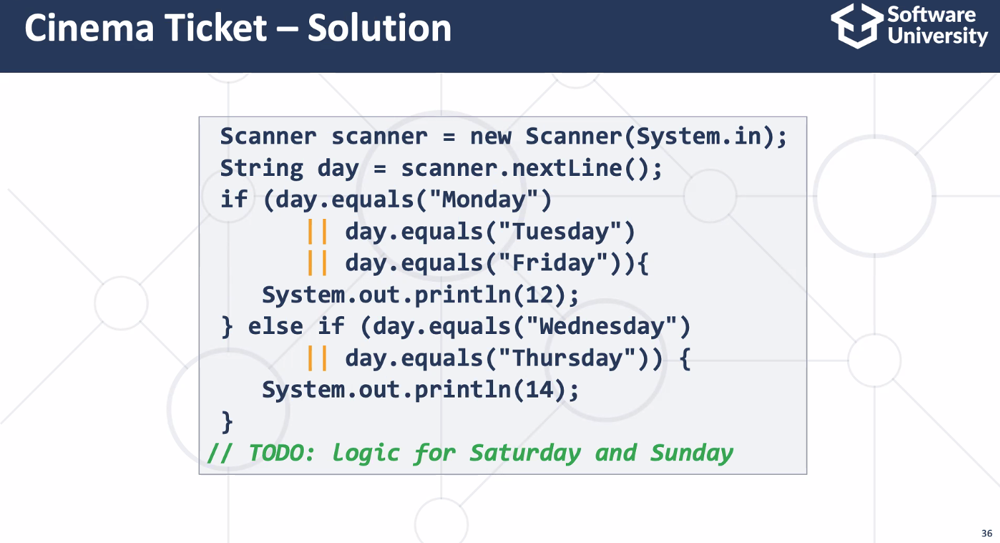 Cinema Ticket – Solution
Software
University
Scanner scanner = new Scanner(System.in);
String day = scanner.nextLine();
if (day.equals("Monday")
|| day.equals("Tuesday")
|| day.equals("Friday")){
System.out.println(12);
} else if (day.equals("Wednesday")
|| day.equals("Thursday")) {
System.out.println(14);
}
// TODO: logic for Saturday and Sunday
36